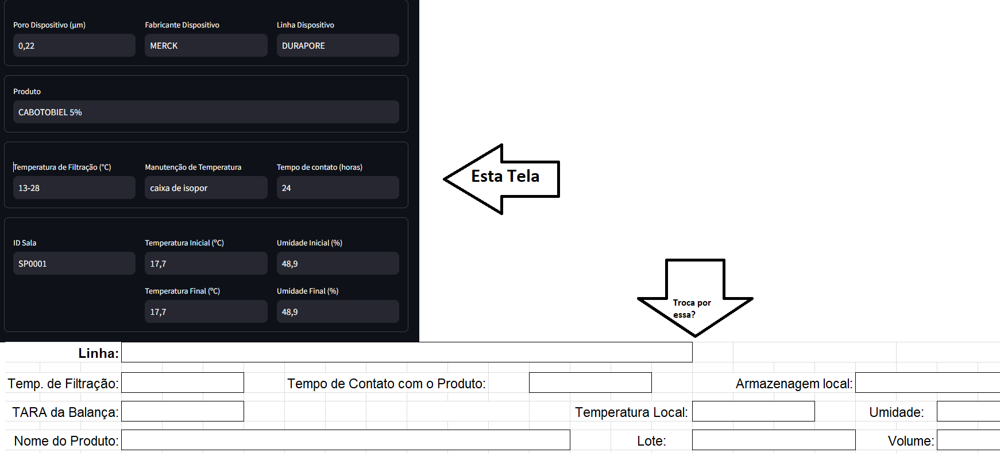 Poro Dispositivo (µm) Fabricante Dispositivo Linha Dispositivo
0,22 MERCK DURAPORE
Produto
CABOTOBIEL 5%
Temperatura de Filtração (°C) Manutenção de Temperatura Tempo de contato (horas)
13-28 caixa de isopor 24
Esta Tela
ID Sala Temperatura Inicial (ºC) Umidade Inicial (%)
SP0001 17,7 48,9
Temperatura Final (ºC) Umidade Final (%)
17,7 48,9
Troca por
essa?
Linha:
Temp. de Filtração: Tempo de Contato com o Produto: Armazenagem local:
TARA da Balança: Temperatura Local: Umidade:
Nome do Produto: Lote: Volume: